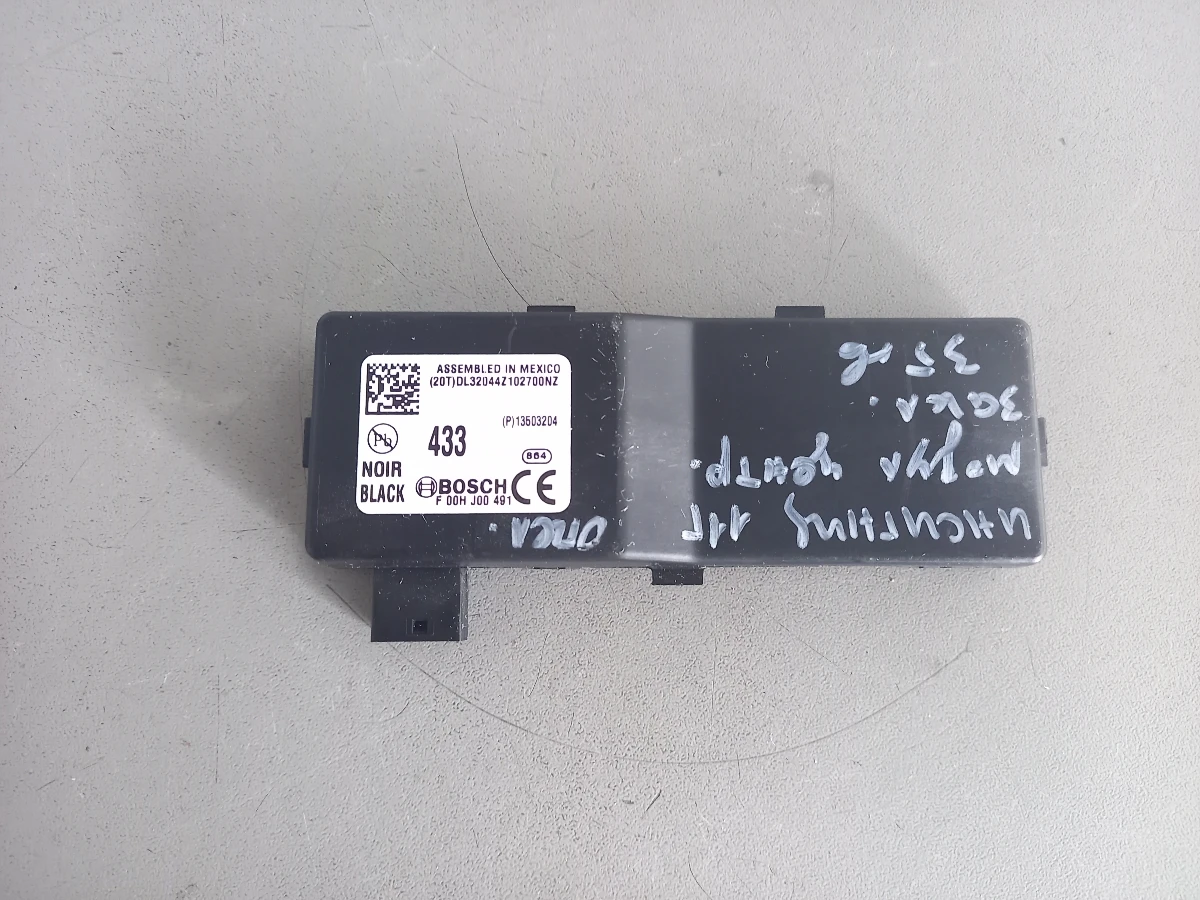 ASSEMBLED IN MEXICO
(20T)DL32044Z102700NZ
(P)13503204
Pb
433
864
NOIR
BLACK
BOSCH
F 00H J00 491
CE
опел.
инсигния 11г
модул центр.
закл.
35 лв